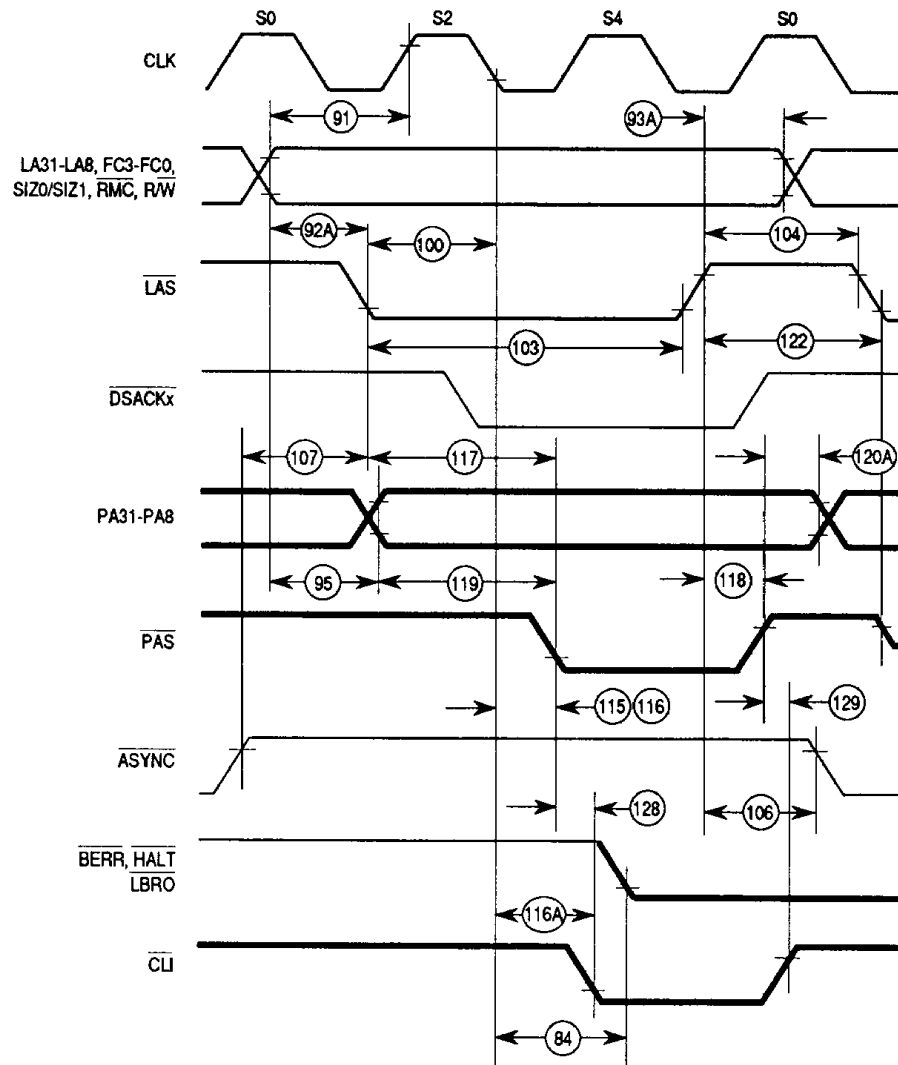 S0 S2 S4 S0
CLK
91
93A
LA31-LA8, FC3-FC0,
SIZ0/SIZ1, RMC, R/W
92A
100
104
LAS
103
122
DSACKx
107
117
120A
PA31-PA8
95
119
118
PAS
115 116
129
ASYNC
128
106
BERR, HALT
LBRO
116A
CLI
84